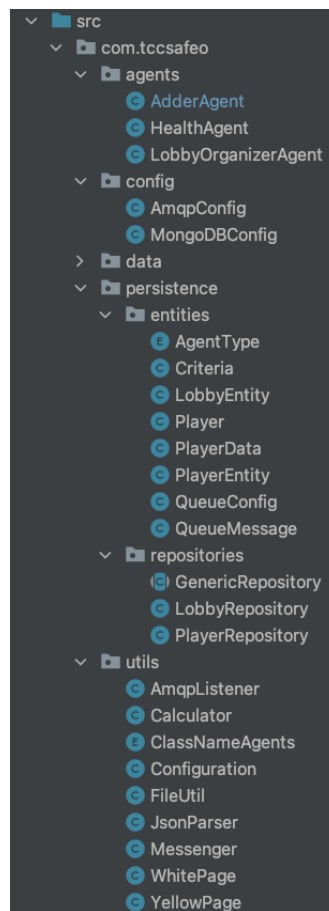 src
com.tccsafeo
agents
C AdderAgent
C HealthAgent
C LobbyOrganizerAgent
config
C AmqpConfig
C MongoDBConfig
data
persistence
entities
E AgentType
C Criteria
C LobbyEntity
C Player
C PlayerData
C PlayerEntity
C QueueConfig
C QueueMessage
repositories
C GenericRepository
C LobbyRepository
C PlayerRepository
utils
C AmqpListener
C Calculator
E ClassNameAgents
C Configuration
C FileUtil
C JsonParser
C Messenger
C WhitePage
C YellowPage